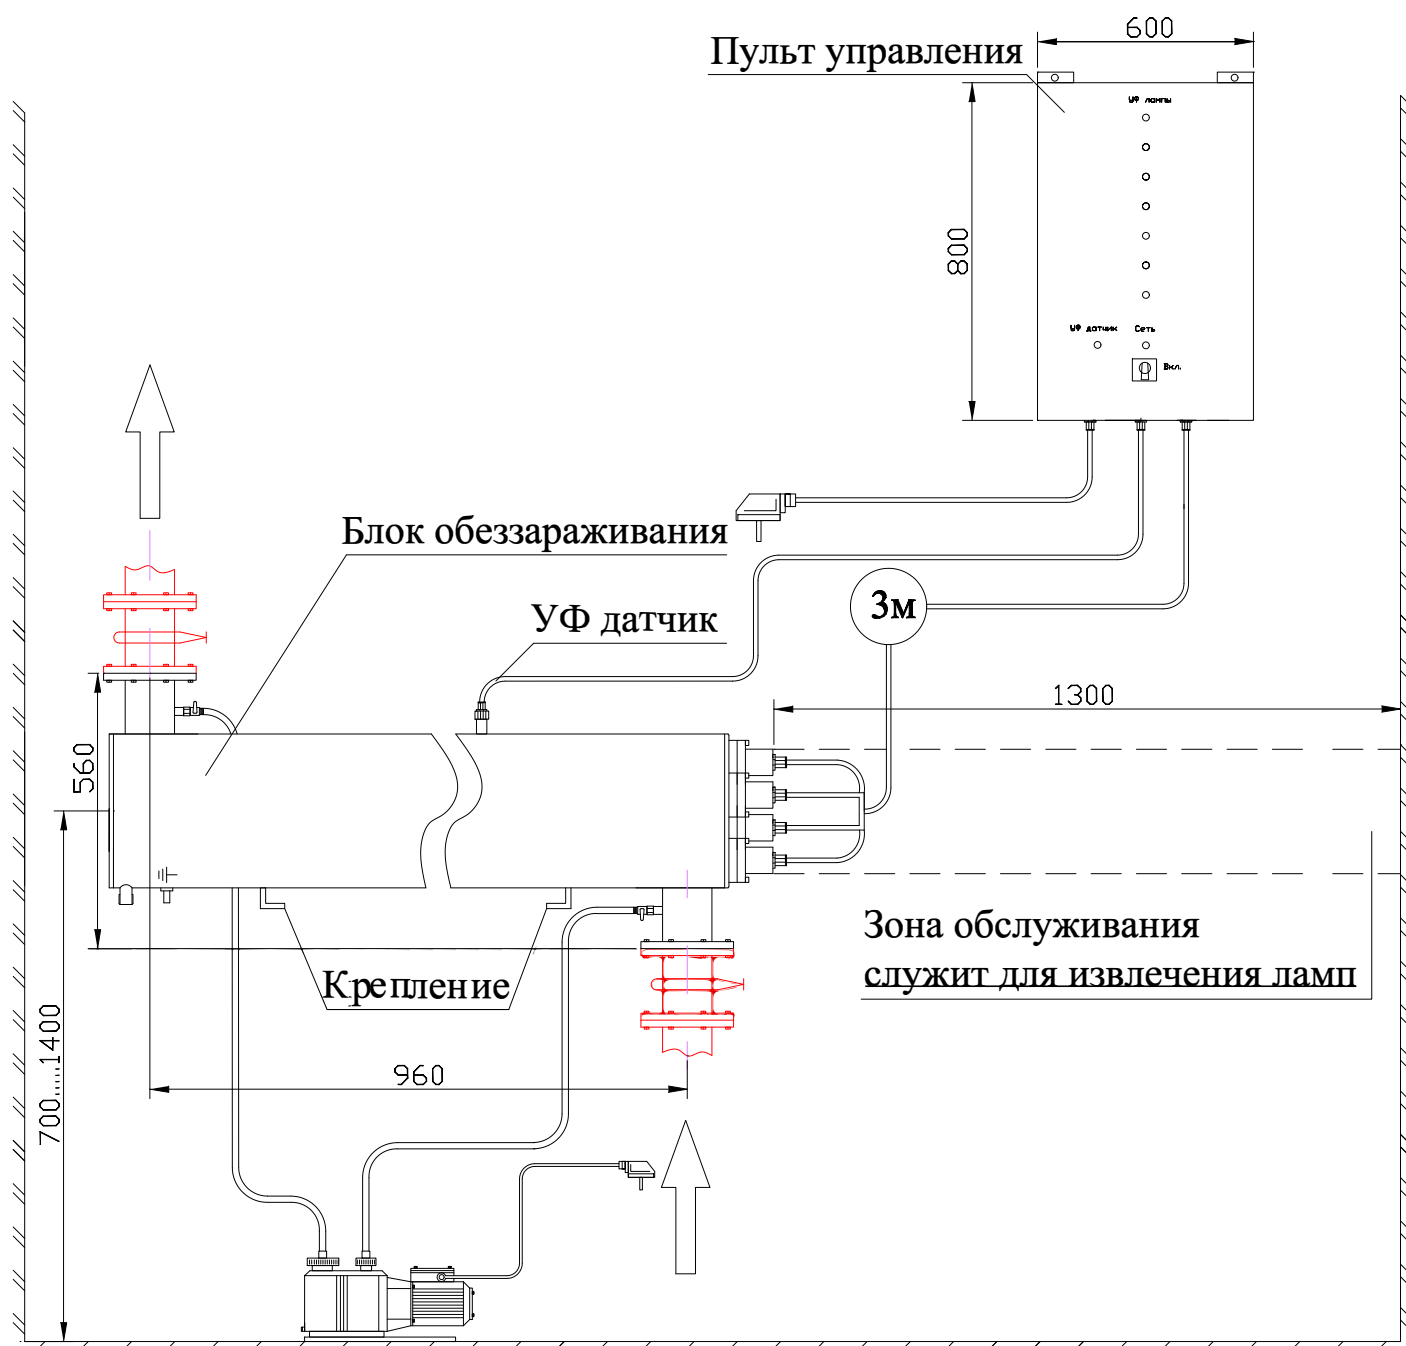 600
Пульт управления
УФ лампы
800
УФ датчик
Сеть
Вкл.
Блок обеззараживания
3м
УФ датчик
1300
560
Зона обслуживания
служит для извлечения ламп
Крепление
700.....1400
960